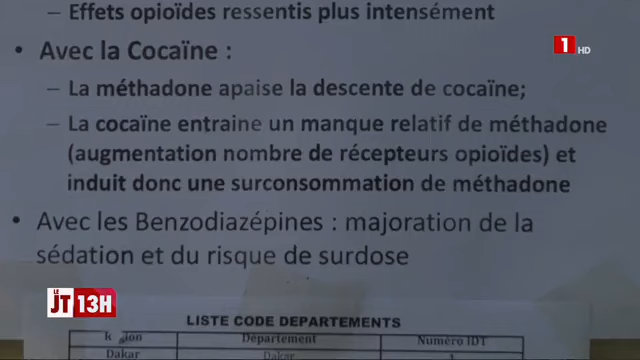 – Effets opioïdes ressentis plus intensément
• Avec la Cocaïne :
1 HD
– La méthadone apaise la descente de cocaïne;
– La cocaïne entraine un manque relatif de méthadone
(augmentation nombre de récepteurs opioïdes) et
induit donc une surconsommation de méthadone
• Avec les Benzodiazépines : majoration de la
sédation et du risque de surdose
LE
JT 13H
LISTE CODE DEPARTEMENTS
Département Numéro IDT
Dakar Dakar